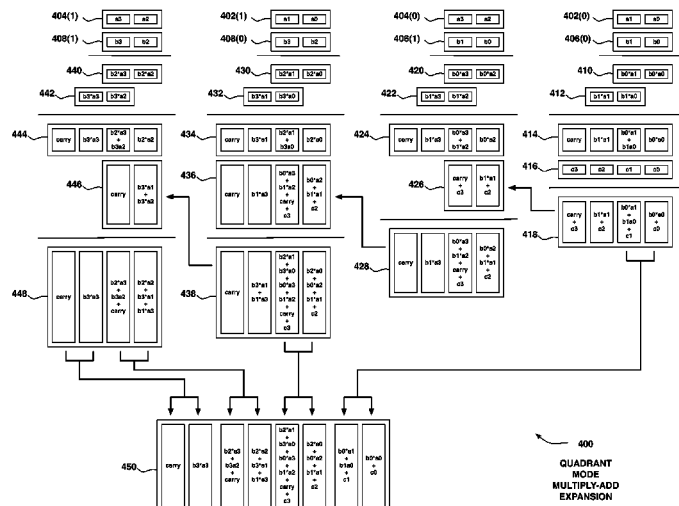 404(1) a3 a2
402(1) a1 a0
404(0) a3 a2
402(0) a1 a0
408(1) b3 b2
408(0) b3 b2
406(1) b1 b0
406(0) b1 b0
440 b2*a3 b2*a2
430 b2*a1 b2*a0
420 b0*a3 b0*a2
410 b0*a1 b0*a0
442 b3*a3 b3*a2
432 b3*a1 b3*a0
422 b1*a3 b1*a2
412 b1*a1 b1*a0
444 carry b3*a3
b2*a3
+
b3a2
b2*a2
434 carry b3*a1
b2*a1
+
b3a0
b2*a0
424 carry b1*a3
b0*a3
+
b1*a2
b0*a2
414 carry b1*a1
b0*a1
+
b1a0
b0*a0
416 c3 c2 c1 c0
446
carry
b3*a1
+
b3*a2
436
carry
b1*a3
b0*a3
+
b1*a2
+
carry
+
c3
b0*a2
+
b1*a1
+
c2
426
carry
+
c3
b1*a1
+
c2
418
carry
+
c3
b1*a1
+
c2
b0*a1
+
b1a0
+
c1
b0*a0
+
c0
428
carry
b1*a3
b0*a3
+
b1*a2
+
carry
+
c3
b0*a2
+
b1*a1
+
c2
448
carry
b3*a3
b2*a3
+
b3a2
+
carry
b2*a2
+
b3*a1
+
b1*a3
438
carry
b3*a1
+
b1*a3
b2*a1
+
b3*a0
+
b0*a3
+
b1*a2
+
carry
+
c3
b2*a0
+
b0*a2
+
b1*a1
+
c2
450
carry
b3*a3
b2*a3
+
b3a2
+
carry
b2*a2
+
b3*a1
+
b1*a3
b2*a1
+
b3*a0
+
b0*a3
+
b1*a2
+
carry
+
c3
b2*a0
+
b0*a2
+
b1*a1
+
c2
b0*a1
+
b1a0
+
c1
b0*a0
+
c0
400
QUADRANT
MODE
MULTIPLY-ADD
EXPANSION